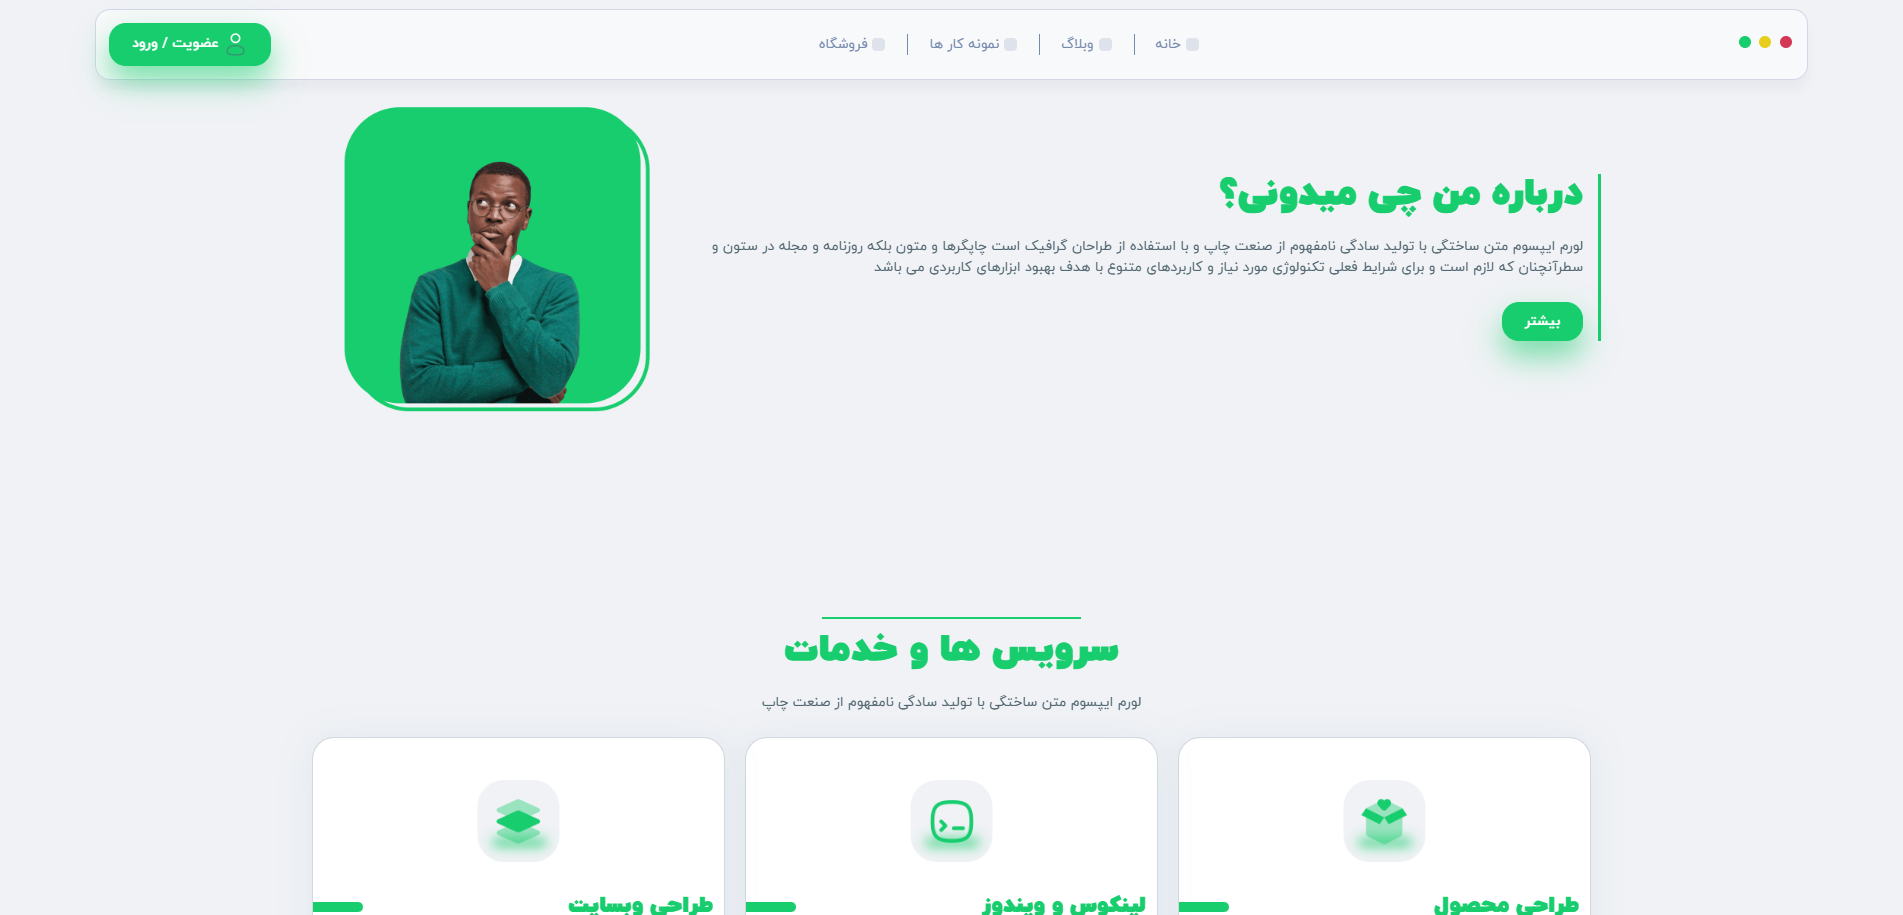 خانه
وبلاگ
نمونه کار ها
فروشگاه
عضویت / ورود
درباره من چی میدونی؟
لورم ایپسوم متن ساختگی با تولید سادگی نامفهوم از صنعت چاپ و با استفاده از طراحان گرافیک است چاپگرها و متون بلکه روزنامه و مجله در ستون و
سطرآنچنان که لازم است و برای شرایط فعلی تکنولوژی مورد نیاز و کاربردهای متنوع با هدف بهبود ابزارهای کاربردی می باشد
بیشتر
سرویس ها و خدمات
لورم ایپسوم متن ساختگی با تولید سادگی نامفهوم از صنعت چاپ
طراحی محصول
لینکوس و ویندوز
طراحی وبسایت